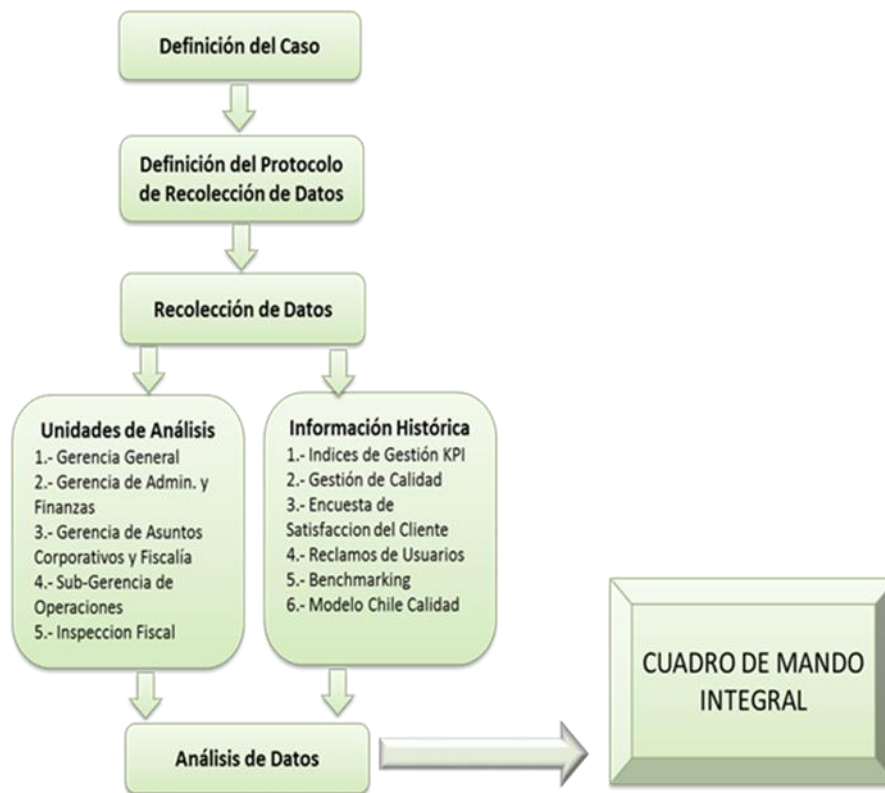 Definición del Caso
Definición del Protocolo
de Recolección de Datos
Recolección de Datos
Unidades de Análisis
1.- Gerencia General
2.- Gerencia de Admin. y
Finanzas
3.- Gerencia de Asuntos
Corporativos y Fiscalía
4.- Sub-Gerencia de
Operaciones
5.- Inspeccion Fiscal
Información Histórica
1.- Indices de Gestión KPI
2.- Gestión de Calidad
3.- Encuesta de
Satisfaccion del Cliente
4.- Reclamos de Usuarios
5.- Benchmarking
6.- Modelo Chile Calidad
Análisis de Datos
CUADRO DE MANDO
INTEGRAL